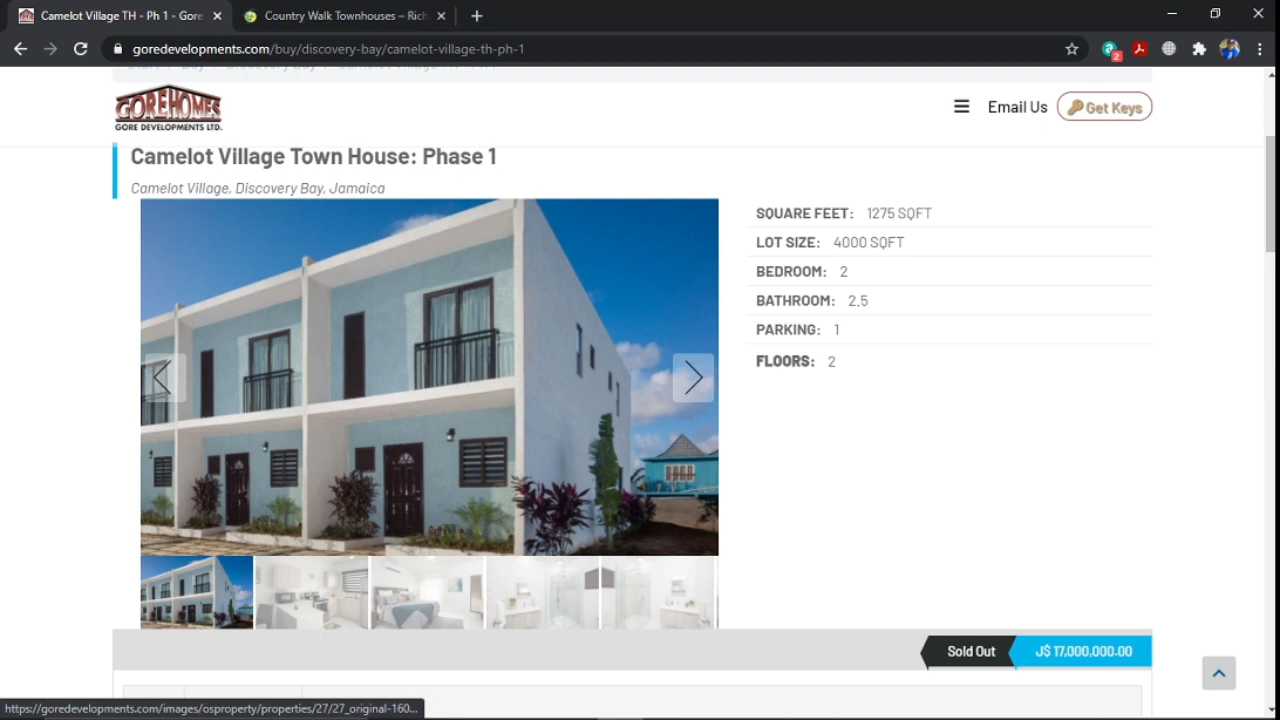 Camelot Village TH - Ph 1 - Gore
Country Walk Townhouses – Rich
goredevelopments.com/buy/discovery-bay/camelot-village-th-ph-1
2
GOREHOMES
GORE DEVELOPMENTS LTD.
Email Us
Get Keys
Camelot Village Town House: Phase 1
Camelot Village, Discovery Bay, Jamaica
SQUARE FEET: 1275 SQFT
LOT SIZE: 4000 SQFT
BEDROOM: 2
BATHROOM: 2.5
PARKING: 1
FLOORS: 2
Sold Out
J$ 17,000,000.00
https://goredevelopments.com/images/osproperty/properties/27/27_original-160...